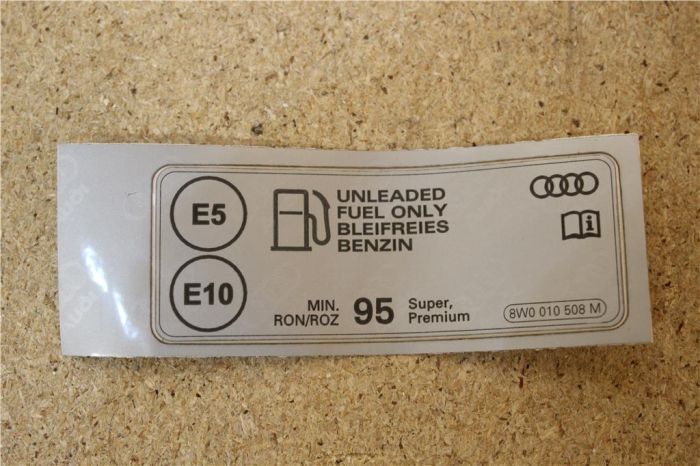 E5
E10
UNLEADED
FUEL ONLY
BLEIFREIES
BENZIN
MIN.
RON/ROZ
95
Super,
Premium
8W0 010 508 M